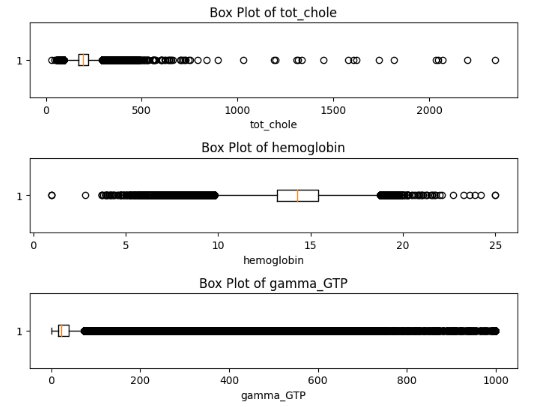 Box Plot of tot_chole
1
0 500 1000 1500 2000
tot_chole
Box Plot of hemoglobin
1
0 5 10 15 20 25
hemoglobin
Box Plot of gamma_GTP
1
0 200 400 600 800 1000
gamma_GTP